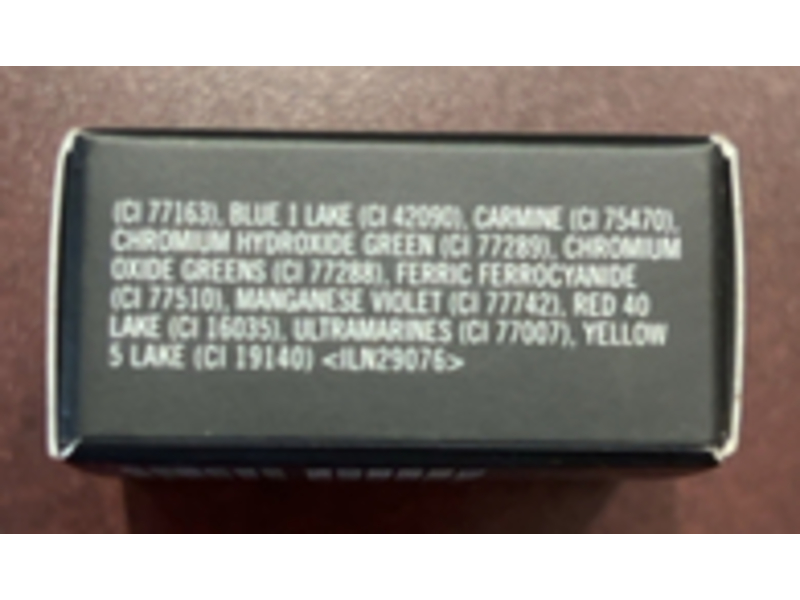 (CI 77163), BLUE 1 LAKE (CI 42090), CARMINE (CI 75470),
CHROMIUM HYDROXIDE GREEN (CI 77289), CHROMIUM
OXIDE GREENS (CI 77288), FERRIC FERROCYANIDE
(CI 77510), MANGANESE VIOLET (CI 77742), RED 40
LAKE (CI 16035), ULTRAMARINES (CI 77007), YELLOW
5 LAKE (CI 19140) <ILN29076>